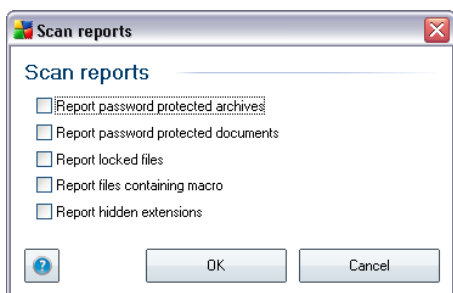 Scan reports
Scan reports
Report password protected archives
Report password protected documents
Report locked files
Report files containing macro
Report hidden extensions
?
OK
Cancel